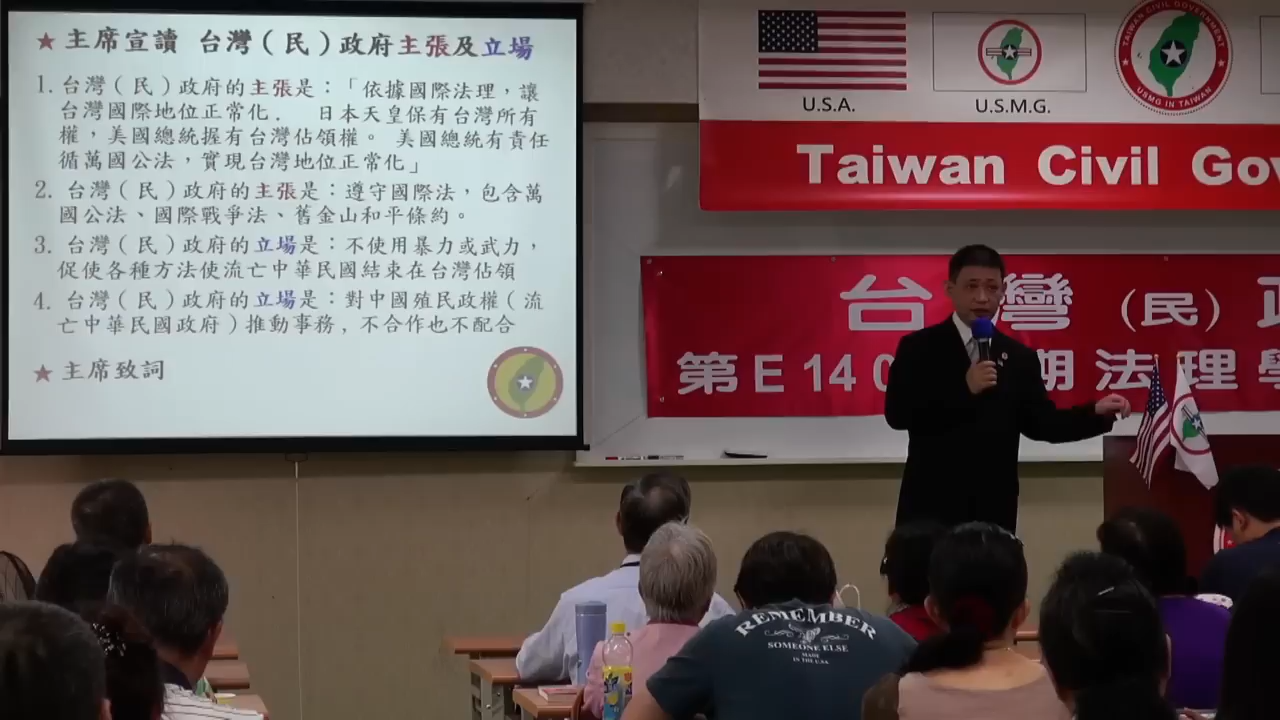 ★ 主席宣讀 台灣(民)政府主張及立場
1. 台灣(民)政府的主張是:「依據國際法理,讓
台灣國際地位正常化. 日本天皇保有台灣所有
權,美國總統握有台灣佔領權。 美國總統有責任
循萬國公法,實現台灣地位正常化」
2. 台灣(民)政府的主張是:遵守國際法,包含萬
國公法、國際戰爭法、舊金山和平條約。
3. 台灣(民)政府的立場是:不使用暴力或武力,
促使各種方法使流亡中華民國結束在台灣佔領
4. 台灣(民)政府的立場是:對中國殖民政權(流
亡中華民國政府)推動事務, 不合作也不配合
★ 主席致詞
U.S.A.
U.S.M.G.
TAIWAN CIVIL GOVERNMENT
USMG IN TAIWAN
Taiwan Civil Gov
台灣(民)政
第E140 期法理學
REMEMBER
SOMEONE ELSE
MADE
IN THE U.S.A